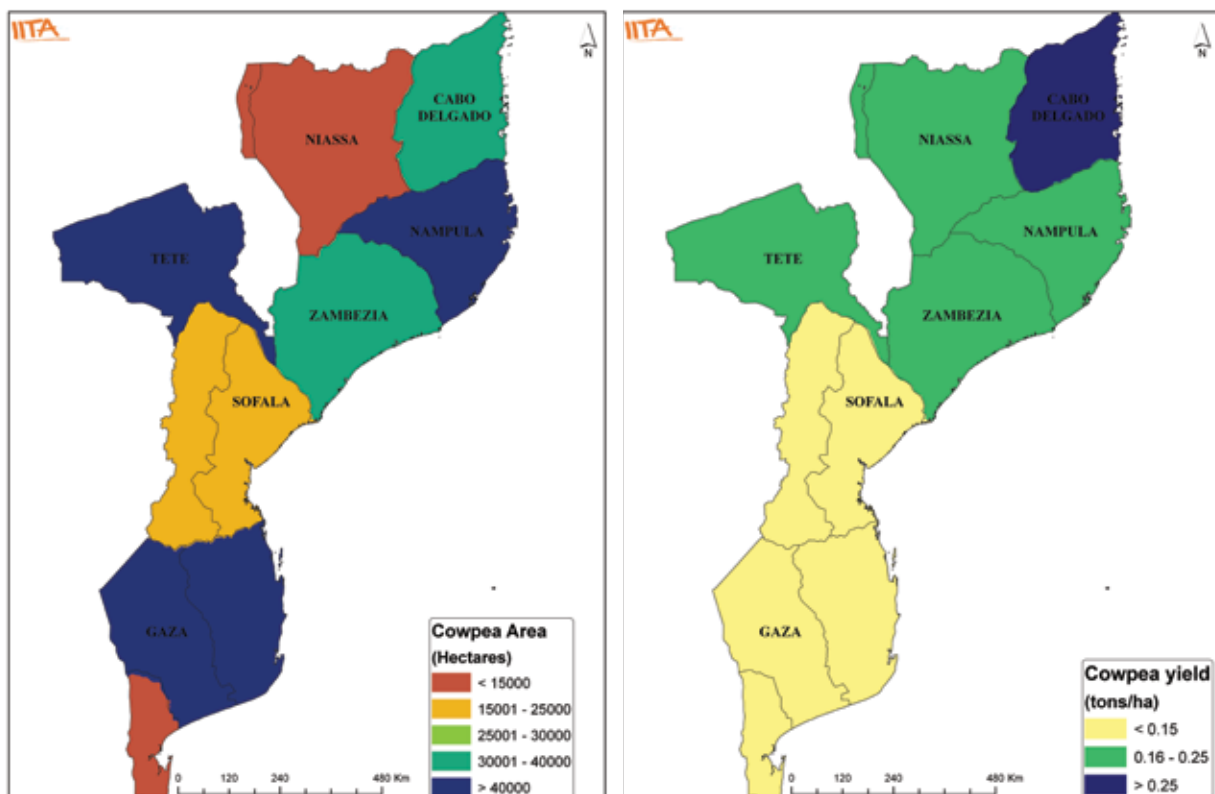 IITA
N
CABO
DELGADO
NIASSA
NAMPULA
TETE
ZAMBEZIA
SOFALA
GAZA
Cowpea Area
(Hectares)
< 15000
15001 - 25000
25001 - 30000
30001 - 40000
> 40000
0 120 240 480 Km
IITA
N
CABO
DELGADO
NIASSA
NAMPULA
TETE
ZAMBEZIA
SOFALA
GAZA
Cowpea yield
(tons/ha)
< 0.15
0.16 - 0.25
> 0.25
0 120 240 480 Km